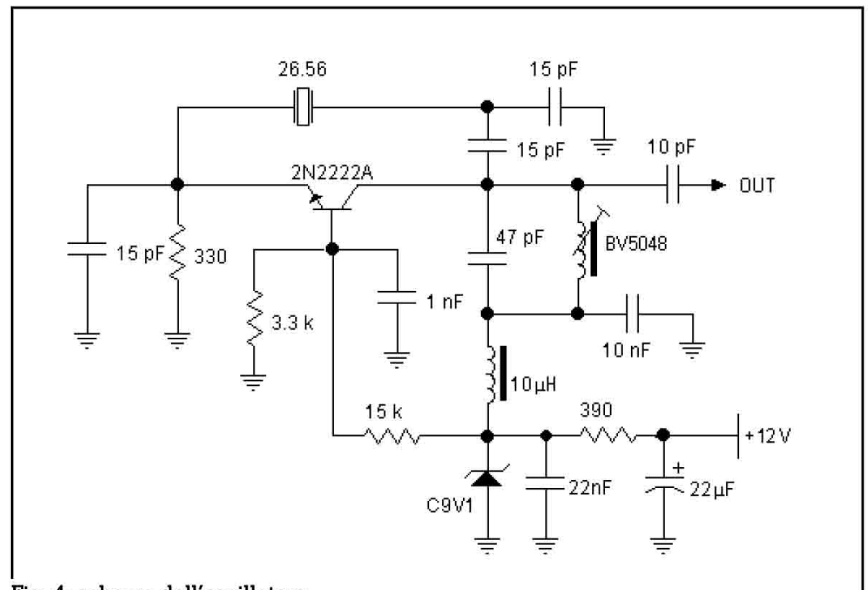 26.56
15 pF
15 pF
10 pF
2N2222A
OUT
15 pF
330
47 pF
BV5048
3.3 k
1 nF
10 nF
10µH
15 k
390
+12V
C9V1
22nF
+
22µF